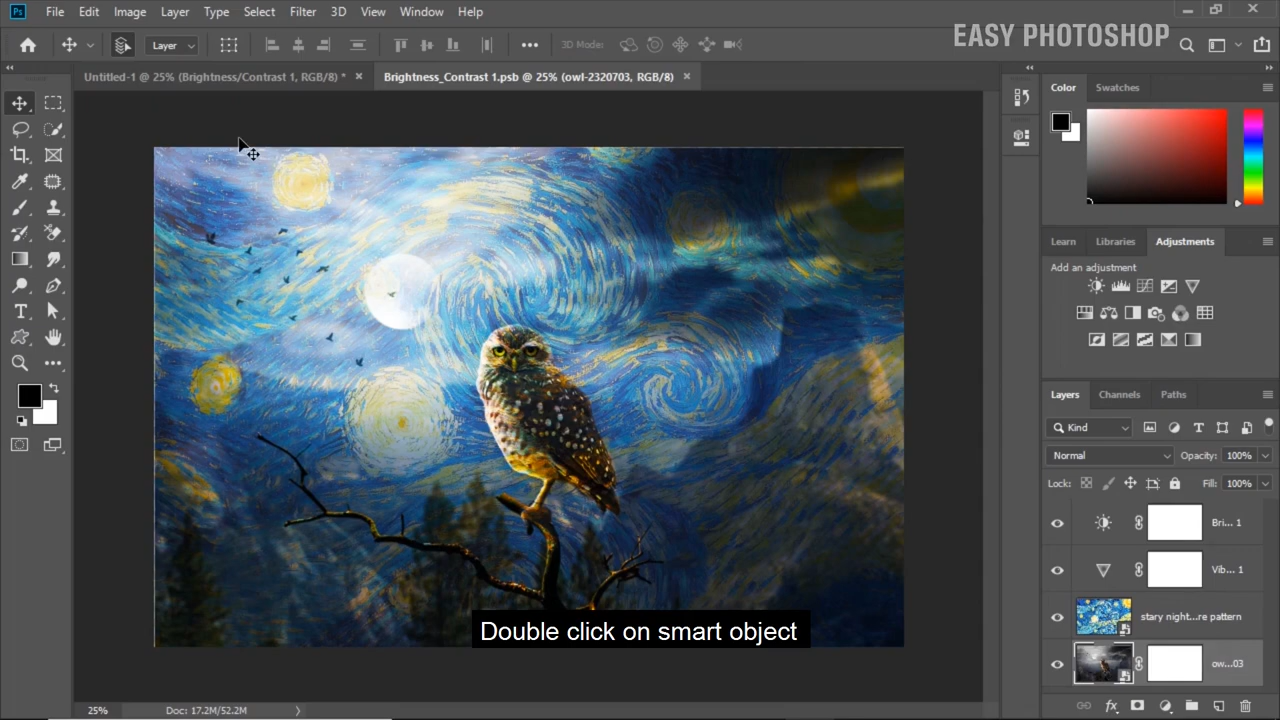 Ps File Edit Image Layer Type Select Filter 3D View Window Help
EASY PHOTOSHOP
Layer 3D Mode:
Untitled-1 @ 25% (Brightness/Contrast 1, RGB/8) * Brightness_Contrast 1.psb @ 25% (owl-2320703, RGB/8)
Color Swatches
Learn Libraries Adjustments
Add an adjustment
Layers Channels Paths
Kind
Normal Opacity: 100%
Lock: Fill: 100%
Bri... 1
Vib... 1
stary night...re pattern
ow...03
Double click on smart object
25% Doc: 17.2M/52.2M